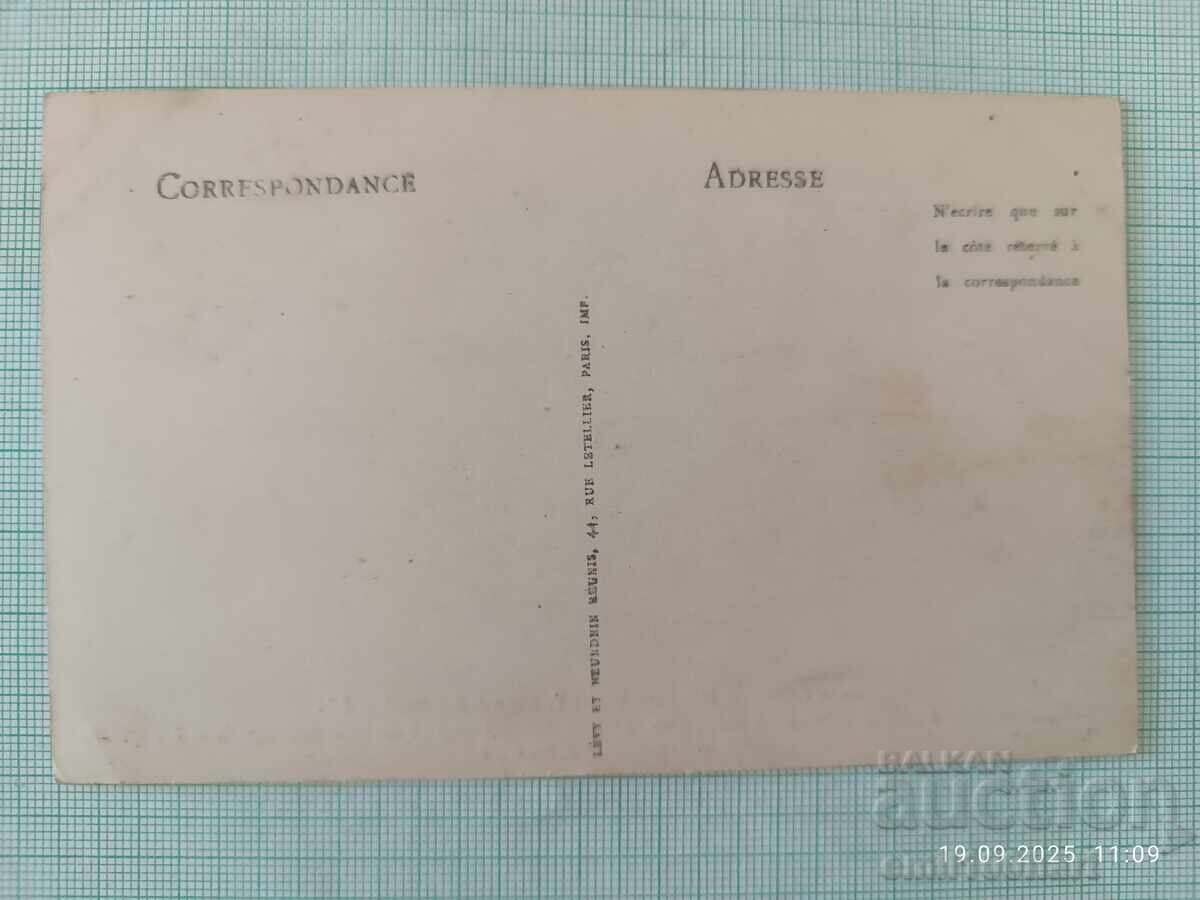 CORRESPONDANCE
ADRESSE
N'ecrire que sur
le côté réservé à
la correspondance
LÉVY ET NEURDEIN RÉUNIS, 44, RUE LETELLIER, PARIS, IMP.
BALKAN
auction
19.09.2025 11:09